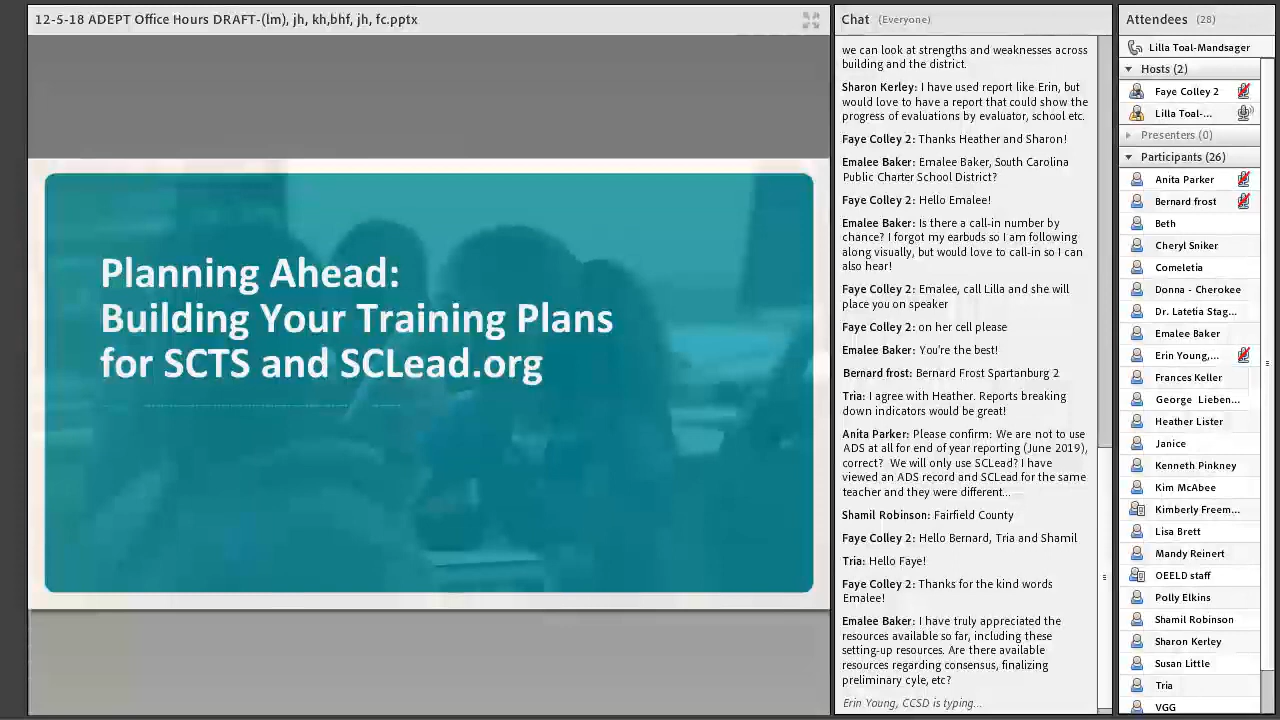 12-5-18 ADEPT Office Hours DRAFT-(lm), jh, kh,bhf, jh, fc.pptx
Planning Ahead:
Building Your Training Plans
for SCTS and SCLead.org
Chat (Everyone)
we can look at strengths and weaknesses across
building and the district.
Sharon Kerley: I have used report like Erin, but
would love to have a report that could show the
progress of evaluations by evaluator, school etc.
Faye Colley 2: Thanks Heather and Sharon!
Emalee Baker: Emalee Baker, South Carolina
Public Charter School District?
Faye Colley 2: Hello Emalee!
Emalee Baker: Is there a call-in number by
chance? I forgot my earbuds so I am following
along visually, but would love to call-in so I can
also hear!
Faye Colley 2: Emalee, call Lilla and she will
place you on speaker
Faye Colley 2: on her cell please
Emalee Baker: You're the best!
Bernard frost: Bernard Frost Spartanburg 2
Tria: I agree with Heather. Reports breaking
down indicators would be great!
Anita Parker: Please confirm: We are not to use
ADS at all for end of year reporting (June 2019),
correct? We will only use SCLead? I have
viewed an ADS record and SCLead for the same
teacher and they were different...
Shamil Robinson: Fairfield County
Faye Colley 2: Hello Bernard, Tria and Shamil
Tria: Hello Faye!
Faye Colley 2: Thanks for the kind words
Emalee!
Emalee Baker: I have truly appreciated the
resources available so far, including these
setting-up resources. Are there available
resources regarding consensus, finalizing
preliminary cyle, etc?
Erin Young, CCSD is typing...
Attendees (28)
Lilla Toal-Mandsager
Hosts (2)
Faye Colley 2
Lilla Toal-...
Presenters (0)
Participants (26)
Anita Parker
Bernard frost
Beth
Cheryl Sniker
Cometetia
Donna - Cherokee
Dr. Latetia Stag...
Emalee Baker
Erin Young,...
Frances Keller
George Lieben...
Heather Lister
Janice
Kenneth Pinkney
Kim McAbee
Kimberly Freem...
Lisa Brett
Mandy Reinert
OEELD staff
Polly Elkins
Shamil Robinson
Sharon Kerley
Susan Little
Tria
VGG